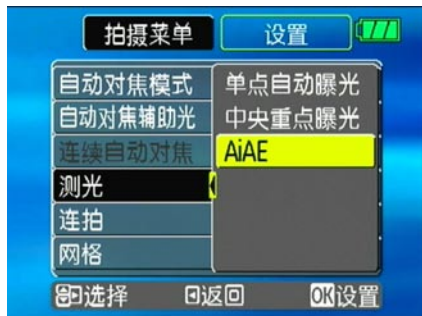 拍摄菜单 设置
自动对焦模式 单点自动曝光
自动对焦辅助光 中央重点曝光
连续自动对焦 AiAE
测光
连拍
网格
选择 返回 OK设置